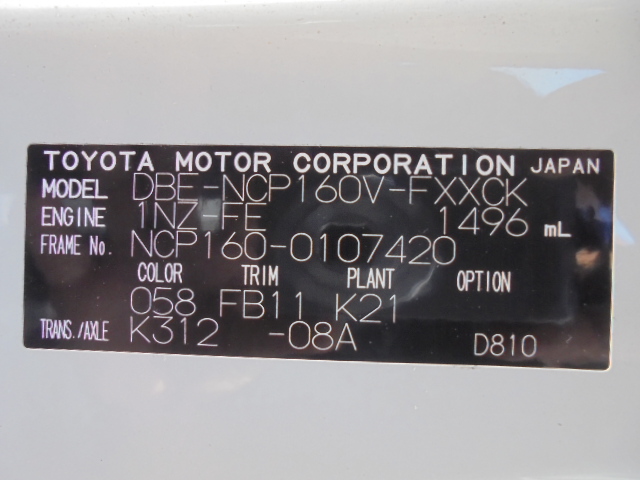 TOYOTA MOTOR CORPORATION JAPAN
MODEL DBE-NCP160V-FXXCK
ENGINE 1NZ-FE 1496 mL
FRAME No. NCP160-0107420
COLOR TRIM PLANT OPTION
058 FB11 K21
TRANS./AXLE K312 -08A D810